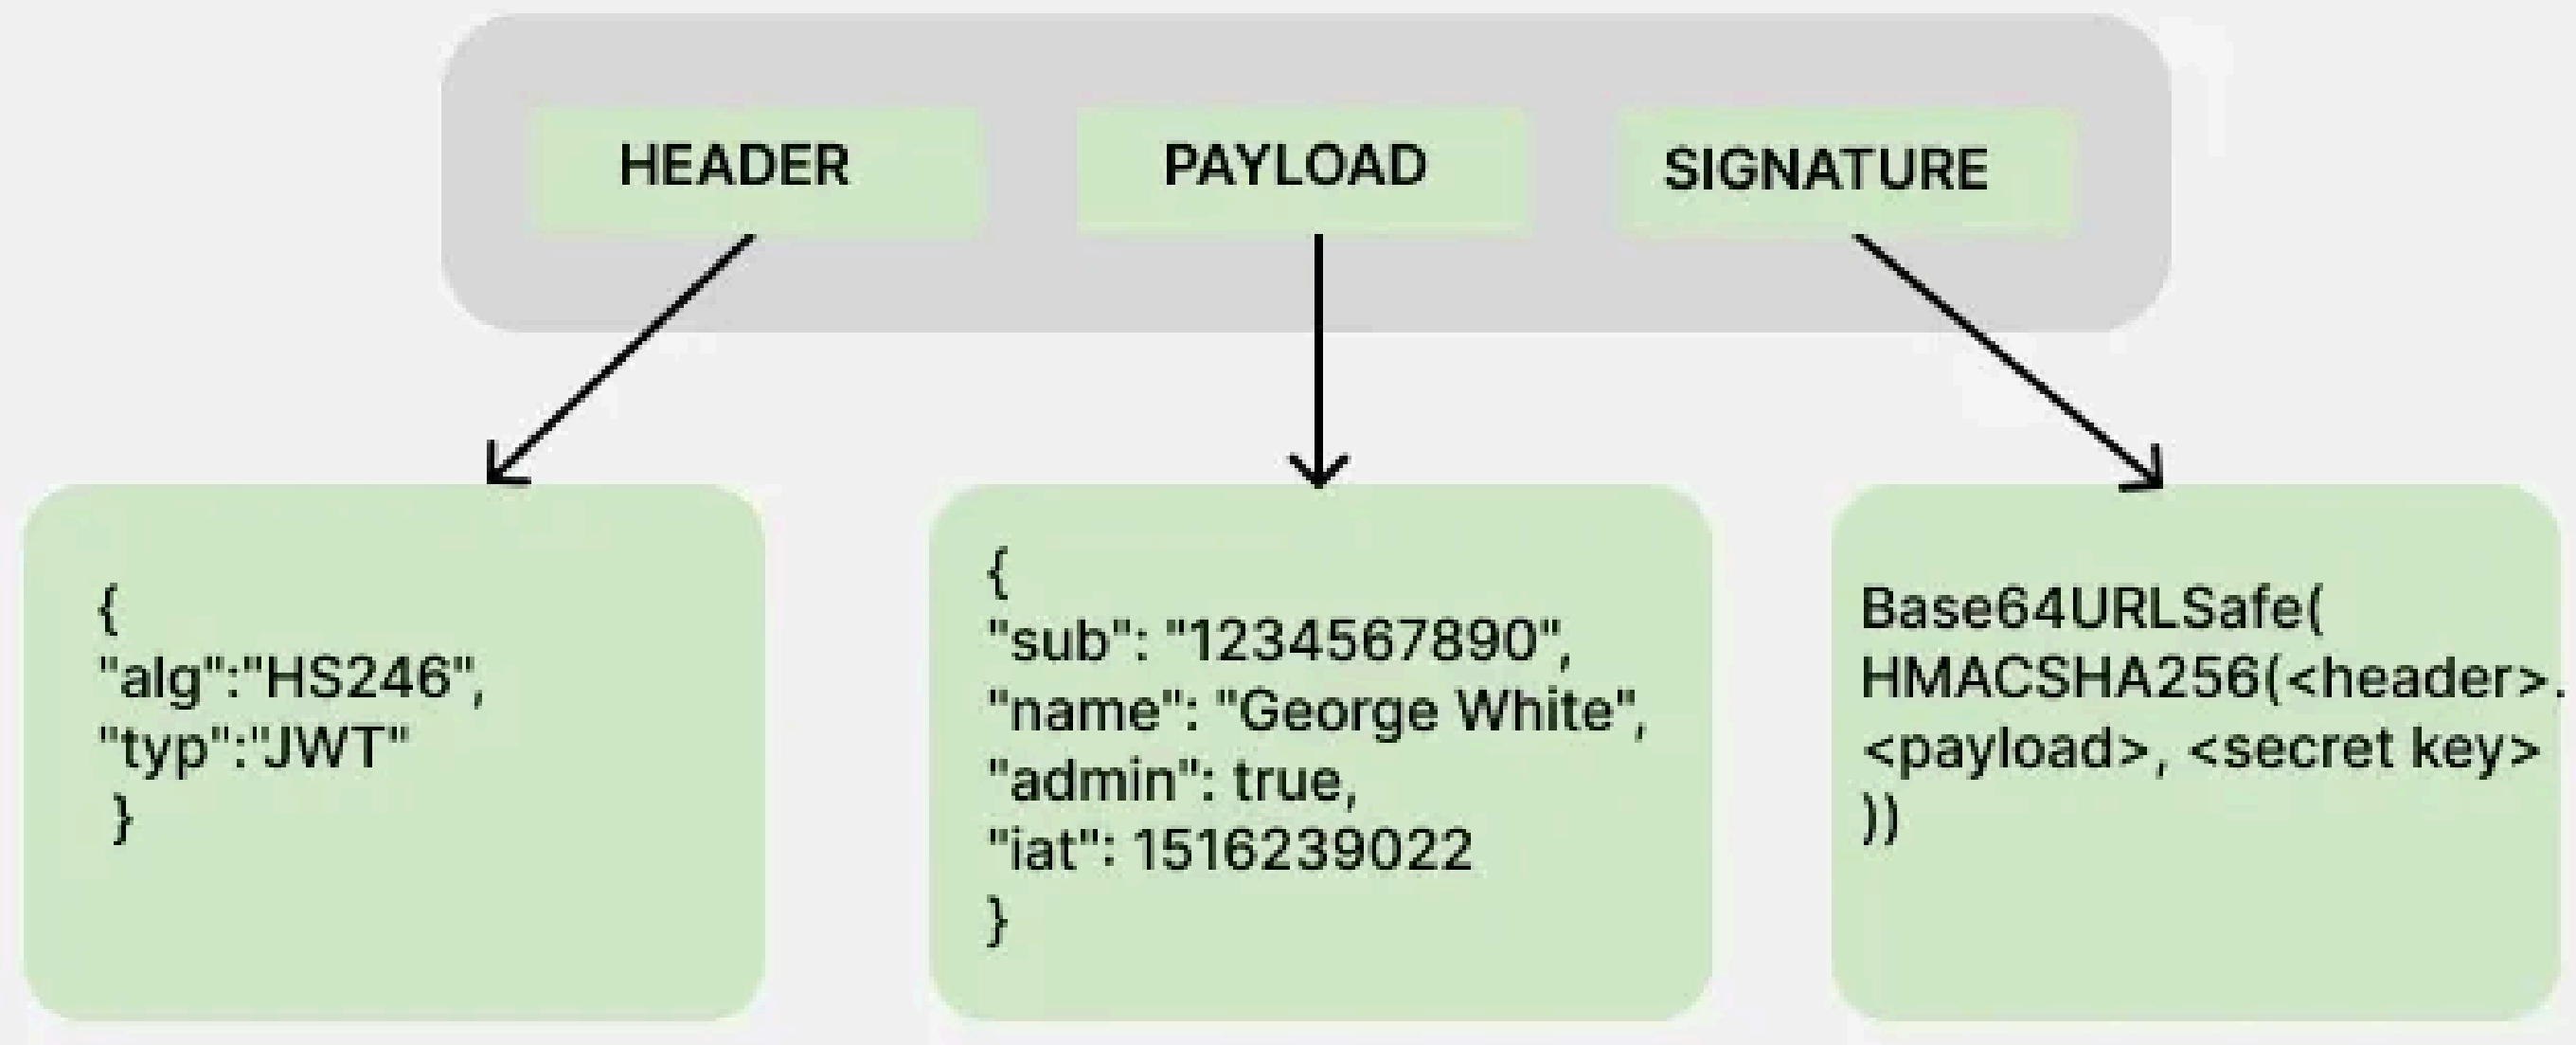 HEADER
PAYLOAD
SIGNATURE
{
"alg":"HS246",
"typ":"JWT"
}
{
"sub": "1234567890",
"name": "George White",
"admin": true,
"iat": 1516239022
}
Base64URLSafe(
HMACSHA256(<header>.
<payload>, <secret key>
))